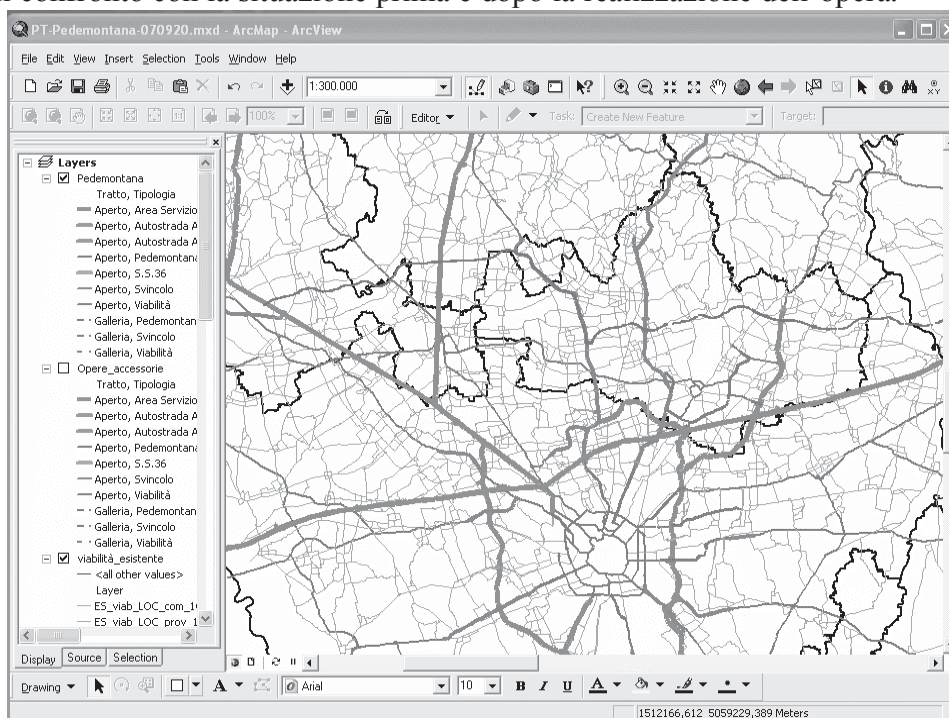 confronto con la situazione prima e dopo la realizzazione dell'opera.
PT-Pedemontana-070920.mxd - ArcMap - ArcView
File Edit View Insert Selection Tools Window Help
1:300.000
100% Editor Task: Create New Feature Target:
Layers
Pedemontana
Tratto, Tipologia
Aperto, Area Servizio
Aperto, Autostrada A
Aperto, Autostrada A
Aperto, Pedemontana
Aperto, S.S.36
Aperto, Svincolo
Aperto, Viabilità
Galleria, Pedemontan
Galleria, Svincolo
Galleria, Viabilità
Opere_accessorie
Tratto, Tipologia
Aperto, Area Servizio
Aperto, Autostrada A
Aperto, Autostrada A
Aperto, Pedemontana
Aperto, S.S.36
Aperto, Svincolo
Aperto, Viabilità
Galleria, Pedemontan
Galleria, Svincolo
Galleria, Viabilità
viabilità_esistente
<all other values>
Layer
ES_viab_LOC_com_1
ES_viab_LOC_prov_1
Display Source Selection
Drawing A Arial 10 B I U A
1512166,612 5059229,389 Meters